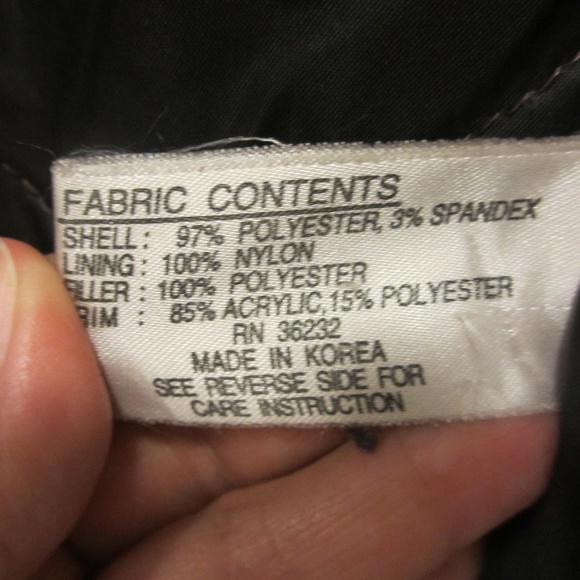 FABRIC CONTENTS
SHELL: 97% POLYESTER, 3% SPANDEX
LINING: 100% NYLON
FILLER: 100% POLYESTER
TRIM: 85% ACRYLIC, 15% POLYESTER
RN 36232
MADE IN KOREA
SEE REVERSE SIDE FOR
CARE INSTRUCTION